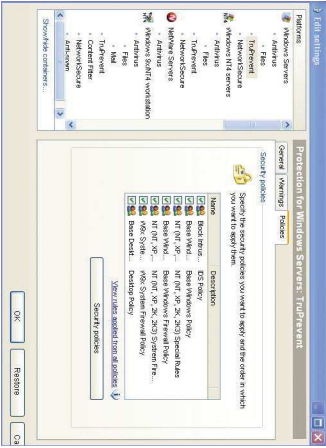 Edit settings
Platforms
Windows Servers
Antivirus
Files
TruPrevent
NetworkSecure
Windows NT4 servers
Antivirus
Files
TruPrevent
NetworkSecure
NetWare Servers
Antivirus
Windows 9x/NT4 workstation
Antivirus
Files
Mail
TruPrevent
Content Filter
NetworkSecure
Show/hide containers...
Protection for Windows Servers: TruPrevent
General
Warnings
Policies
Security policies
Specify the security policies you want to apply and the order in which
you want to apply them.
Name Description
Block Intrus... IDS Policy
Base Wind... Base Windows Policy
NT (NT, XP, ... NT (NT, XP, 2K, 2K3) Special Rules
Base Wind... Base Windows Firewall Policy
NT (NT, XP, ... NT (NT, XP, 2K, 2K3) System Fire...
W9x Syste... W9x System Firewall Policy
Base Deskt... Desktop Policy
View rules applied from all policies
Security policies
OK
Restore
Ca